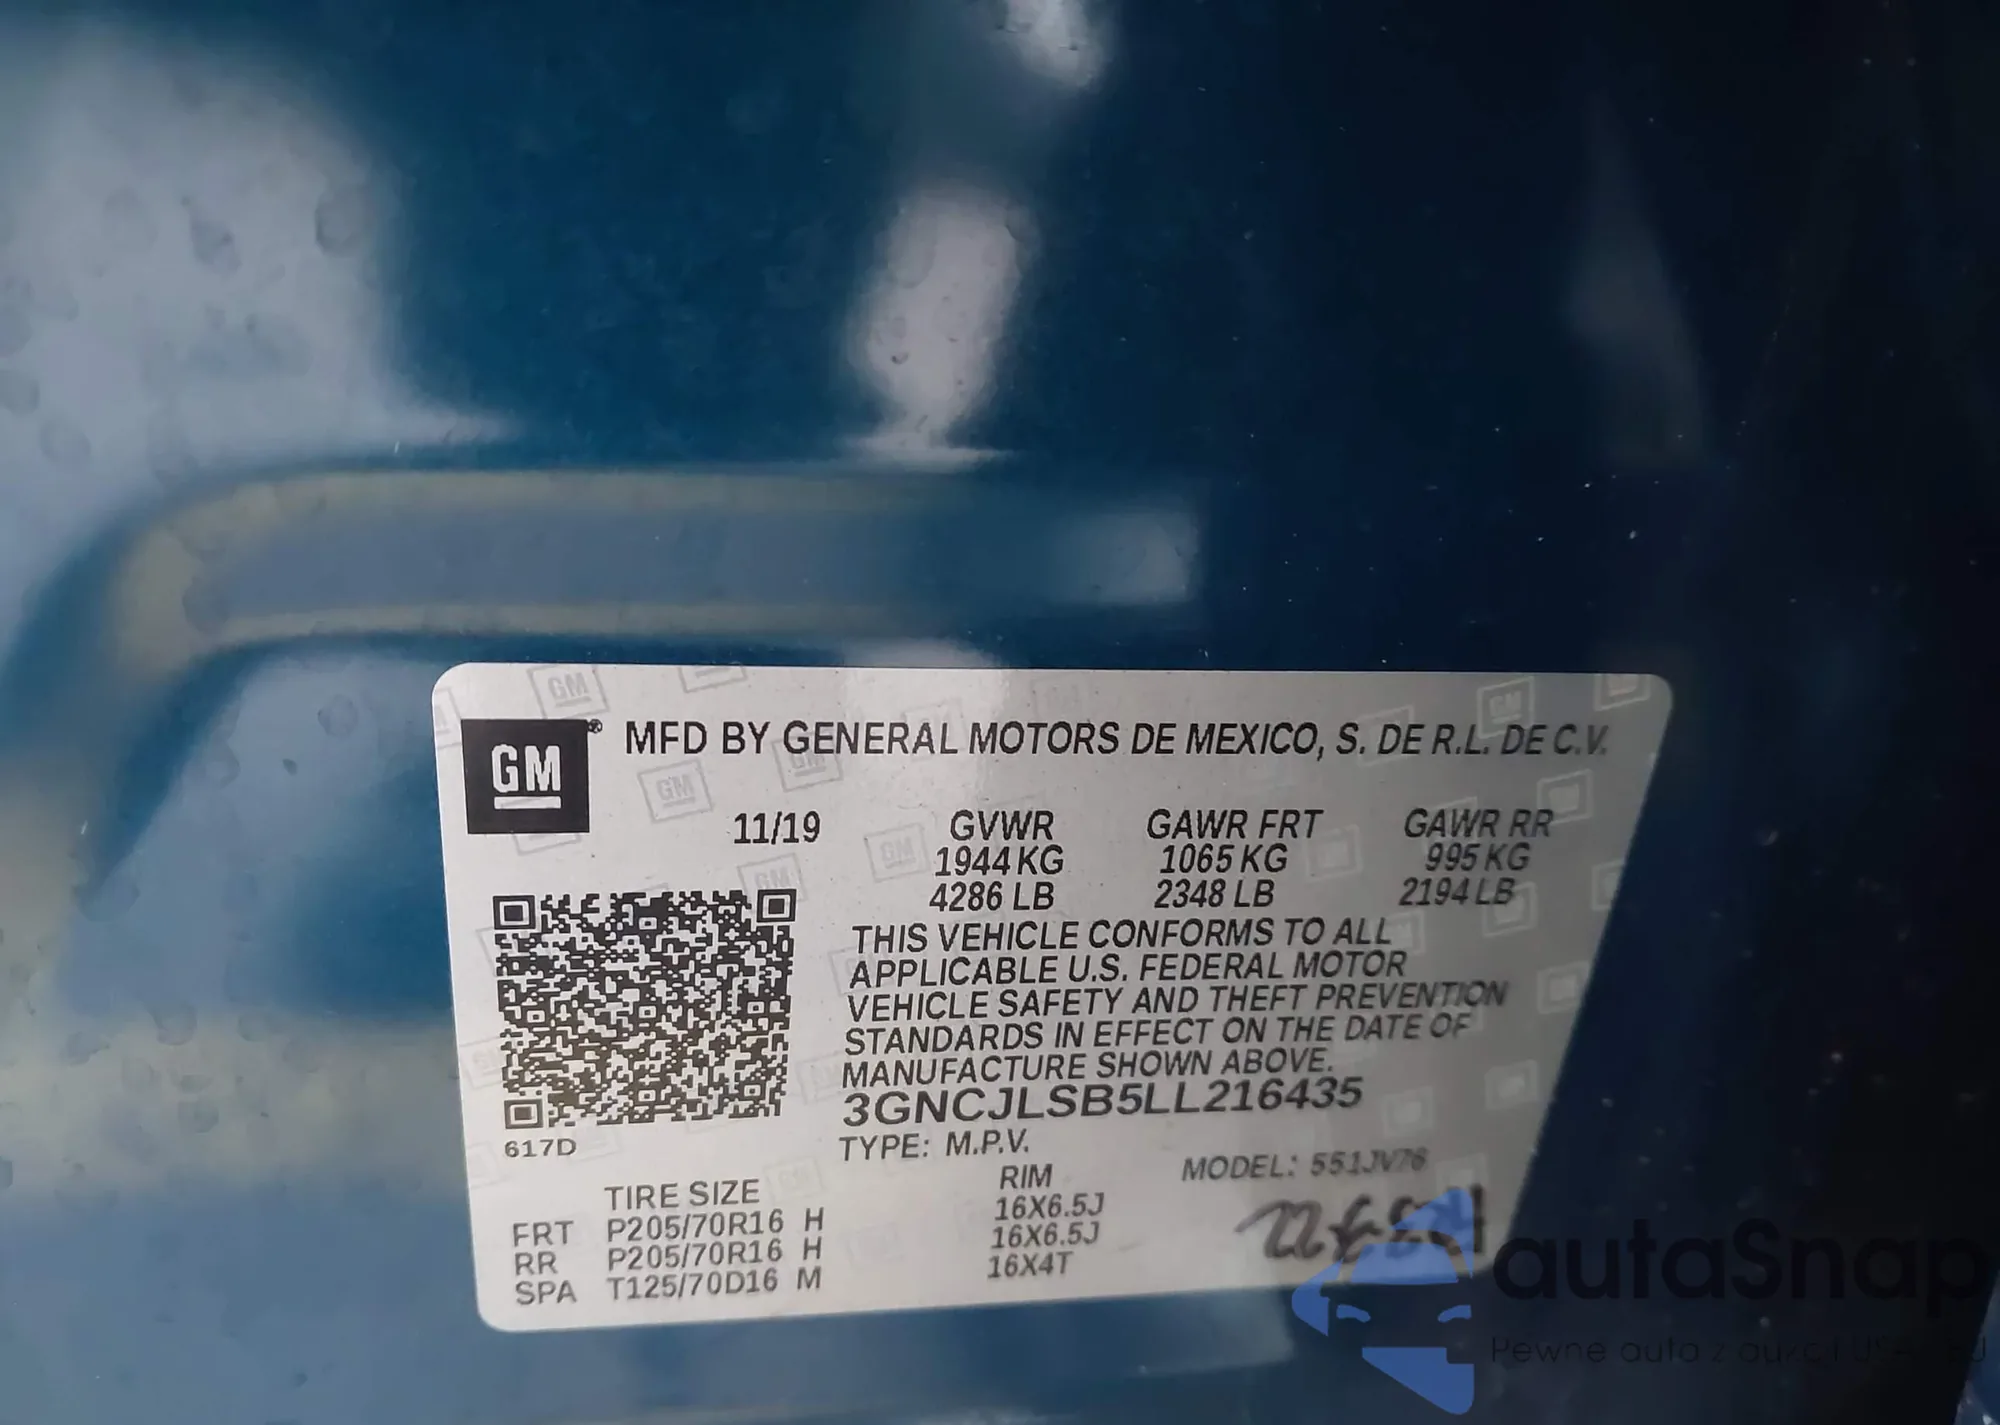 GM® MFD BY GENERAL MOTORS DE MEXICO, S. DE R.L. DE C.V.
11/19 GVWR GAWR FRT GAWR RR
1944 KG 1065 KG 995 KG
4286 LB 2348 LB 2194 LB
THIS VEHICLE CONFORMS TO ALL
APPLICABLE U.S. FEDERAL MOTOR
VEHICLE SAFETY AND THEFT PREVENTION
STANDARDS IN EFFECT ON THE DATE OF
MANUFACTURE SHOWN ABOVE.
3GNCJLSB5LL216435
617D
TYPE: M.P.V.
MODEL: 551JV76
TIRE SIZE RIM
FRT P205/70R16 H 16X6.5J
RR P205/70R16 H 16X6.5J
SPA T125/70D16 M 16X4T
autaSnap
Pewne auto z aukcji